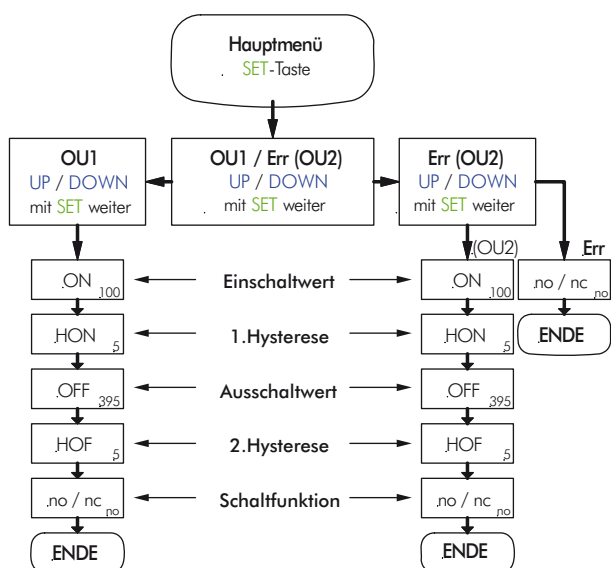 Hauptmenü
SET-Taste
OU1
UP / DOWN
mit SET weiter
OU1 / Err (OU2)
UP / DOWN
mit SET weiter
Err (OU2)
UP / DOWN
mit SET weiter
(OU2)
Err
ON
100
Einschaltwert
ON
100
no / nc
no
HON
5
1.Hysterese
HON
5
ENDE
OFF
395
Ausschaltwert
OFF
395
HOF
5
2.Hysterese
HOF
5
no / nc
no
Schaltfunktion
no / nc
no
ENDE
ENDE